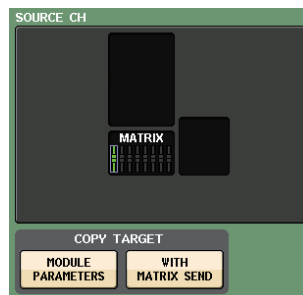 SOURCE CH
MATRIX
COPY TARGET
MODULE
PARAMETERS
WITH
MATRIX SEND